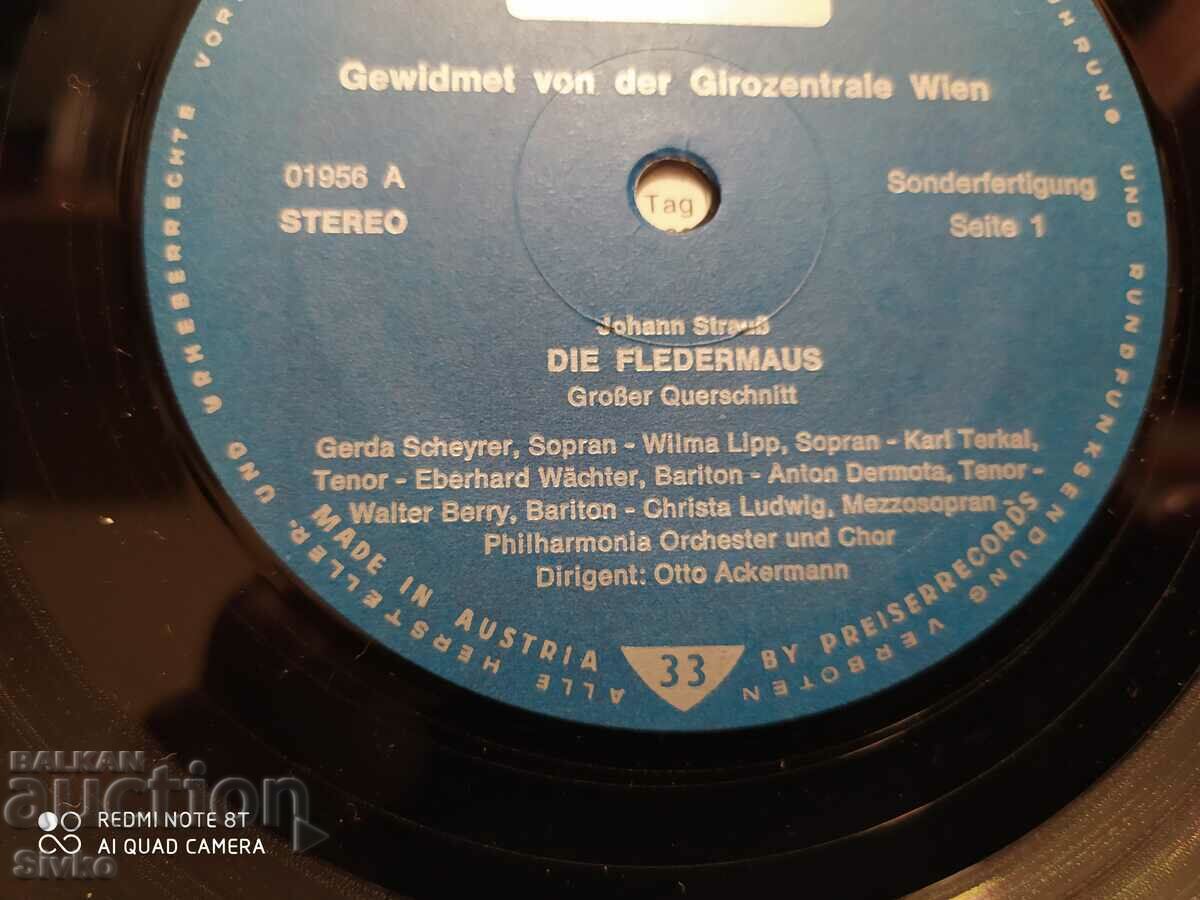 Gewidmet von der Girozentrale Wien
01956 A
STEREO
Sonderfertigung
Seite 1
Tag
Johann Strauß
DIE FLEDERMAUS
Großer Querschnitt
Gerda Scheyrer, Sopran - Wilma Lipp, Sopran - Karl Terkal,
Tenor - Eberhard Wächter, Bariton - Anton Dermota, Tenor -
Walter Berry, Bariton - Christa Ludwig, Mezzosopran -
Philharmonia Orchester und Chor
Dirigent: Otto Ackermann
MADE IN AUSTRIA
33
BY PREISERRECORDS
ALLE HERSTELLER- UND URHEBERRECHTE
UND RUNDFUNKSENDUNG VERBOTEN
BALKAN
auction
REDMI NOTE 8T
AI QUAD CAMERA
Sivko